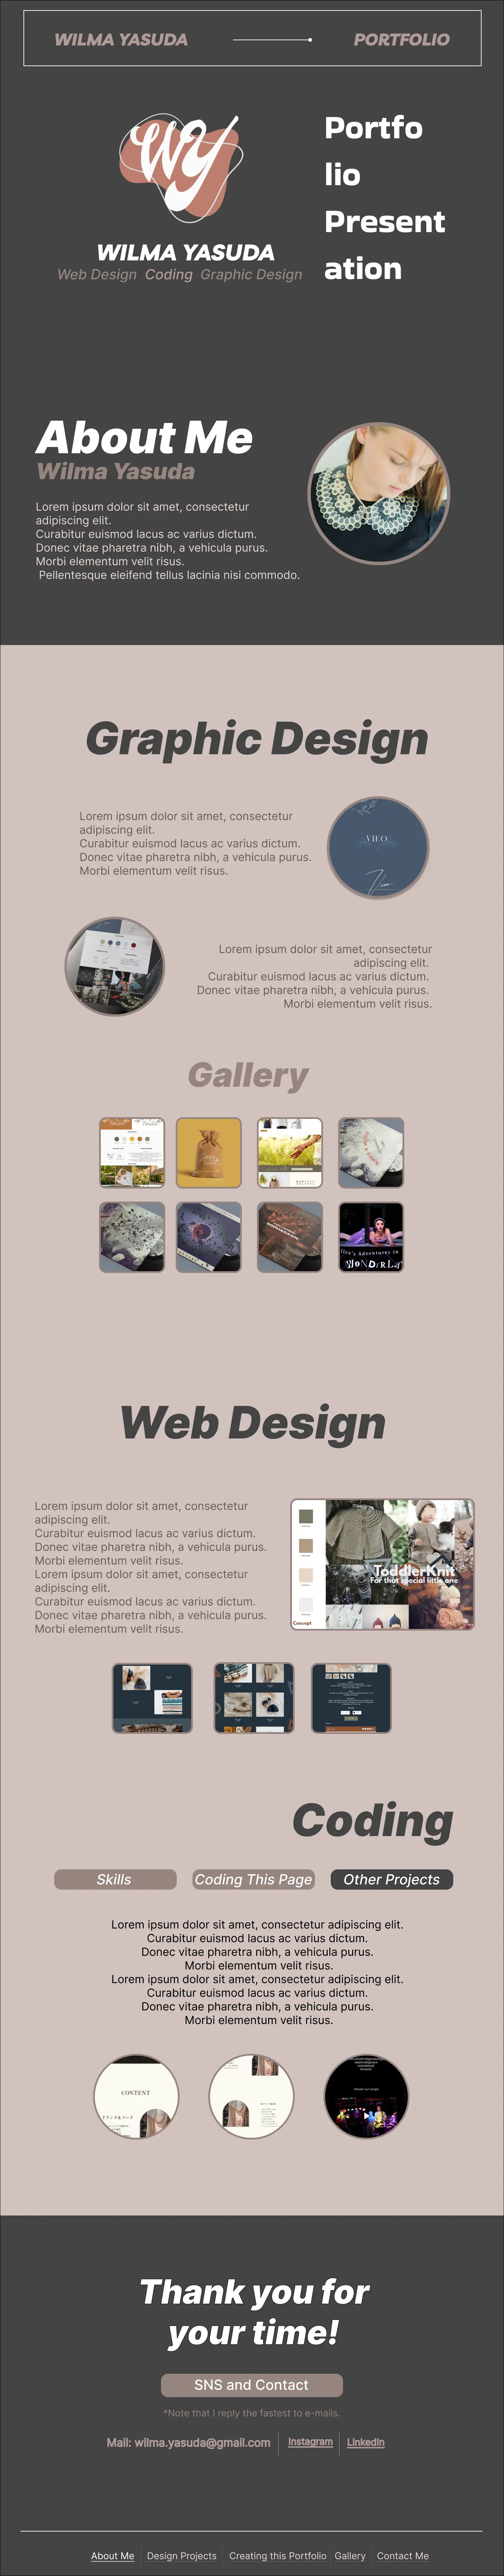 WILMA YASUDA
PORTFOLIO
WY
WILMA YASUDA
Web Design Coding Graphic Design
Portfo
lio
Present
ation
About Me
Wilma Yasuda
Lorem ipsum dolor sit amet, consectetur
adipiscing elit.
Curabitur euismod lacus ac varius dictum.
Donec vitae pharetra nibh, a vehicula purus.
Morbi elementum velit risus.
Pellentesque eleifend tellus lacinia nisi commodo.
Graphic Design
Lorem ipsum dolor sit amet, consectetur
adipiscing elit.
Curabitur euismod lacus ac varius dictum.
Donec vitae pharetra nibh, a vehicula purus.
Morbi elementum velit risus.
VIEO
Lorem ipsum dolor sit amet, consectetur
adipiscing elit.
Curabitur euismod lacus ac varius dictum.
Donec vitae pharetra nibh, a vehicula purus.
Morbi elementum velit risus.
Gallery
Adventures in
Web Design
Lorem ipsum dolor sit amet, consectetur
adipiscing elit.
Curabitur euismod lacus ac varius dictum.
Donec vitae pharetra nibh, a vehicula purus.
Morbi elementum velit risus.
Lorem ipsum dolor sit amet, consectetur
adipiscing elit.
Curabitur euismod lacus ac varius dictum.
Donec vitae pharetra nibh, a vehicula purus.
Morbi elementum velit risus.
ToddlerKnit
For that special little one
Concept
Coding
Skills
Coding This Page
Other Projects
Lorem ipsum dolor sit amet, consectetur adipiscing elit.
Curabitur euismod lacus ac varius dictum.
Donec vitae pharetra nibh, a vehicula purus.
Morbi elementum velit risus.
Lorem ipsum dolor sit amet, consectetur adipiscing elit.
Curabitur euismod lacus ac varius dictum.
Donec vitae pharetra nibh, a vehicula purus.
Morbi elementum velit risus.
CONTENT
ドリンク&フード
Thank you for
your time!
SNS and Contact
*Note that I reply the fastest to e-mails.
Mail: wilma.yasuda@gmail.com
Instagram
LinkedIn
About Me
Design Projects
Creating this Portfolio
Gallery
Contact Me